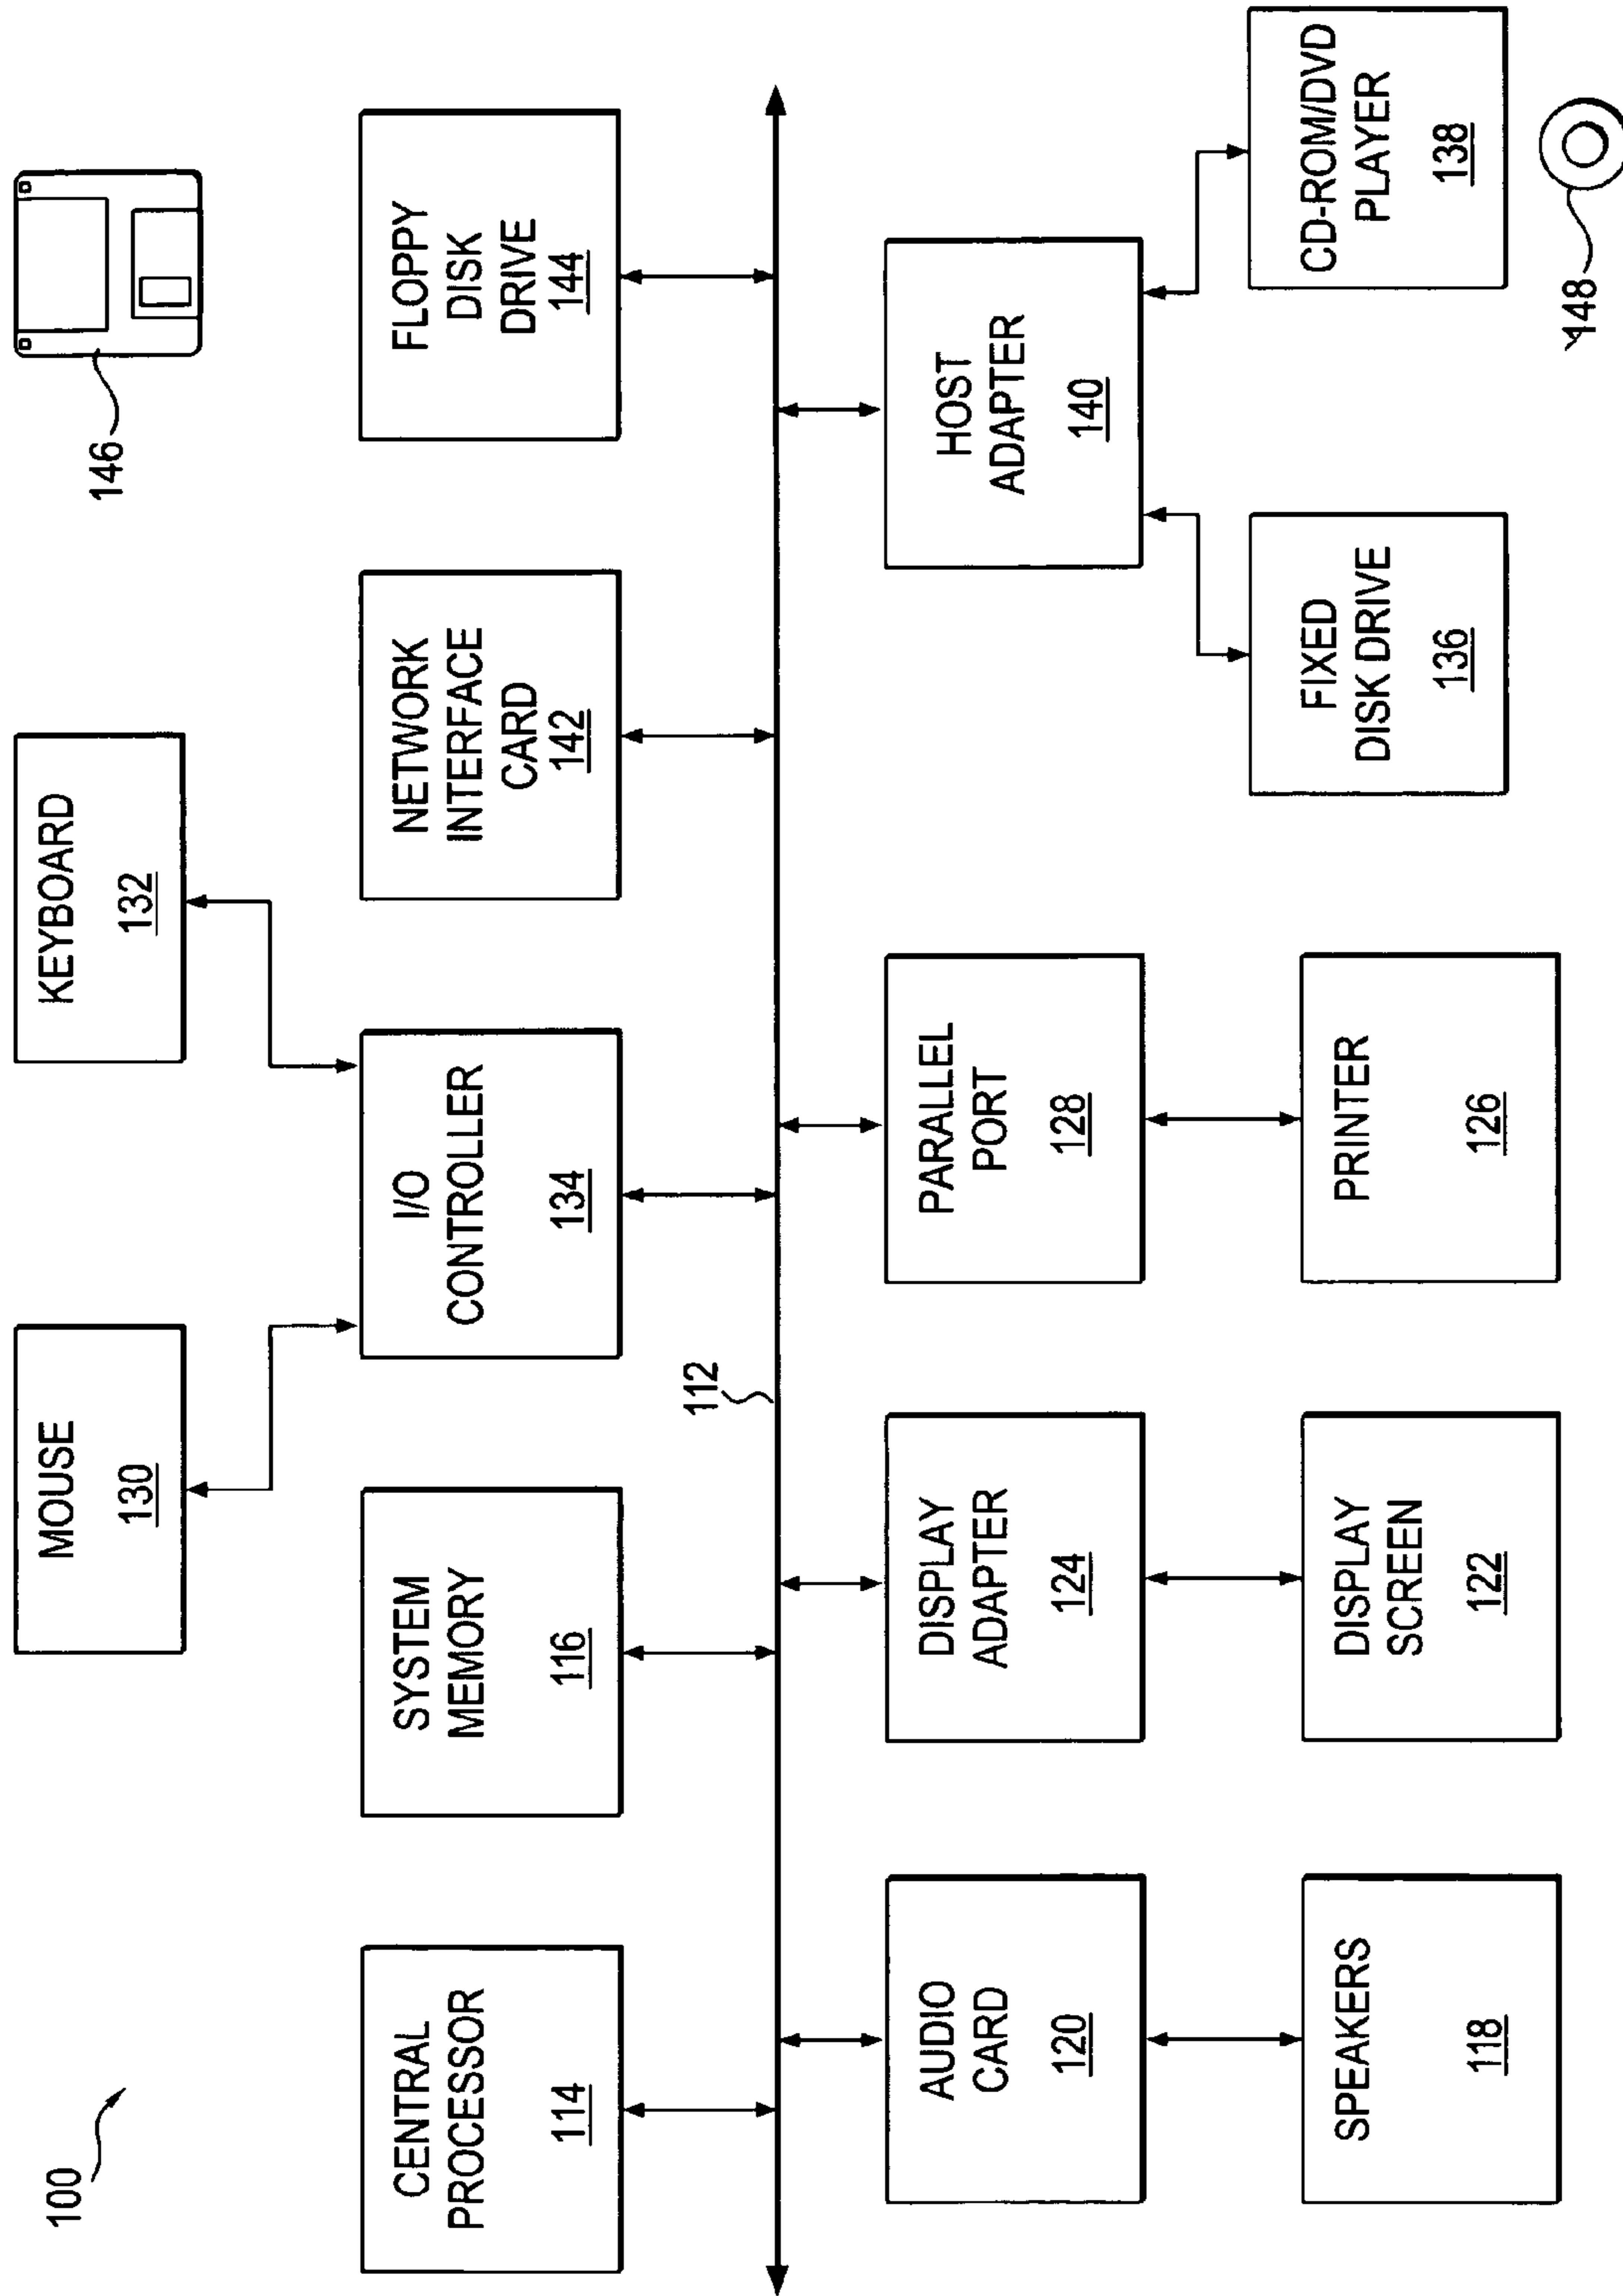 100
MOUSE
130
KEYBOARD
132
146
CENTRAL
PROCESSOR
114
SYSTEM
MEMORY
116
I/O
CONTROLLER
134
NETWORK
INTERFACE
CARD
142
FLOPPY
DISK
DRIVE
144
112
AUDIO
CARD
120
DISPLAY
ADAPTER
124
PARALLEL
PORT
128
HOST
ADAPTER
140
SPEAKERS
118
DISPLAY
SCREEN
122
PRINTER
126
FIXED
DISK DRIVE
136
CD-ROM/DVD
PLAYER
138
148